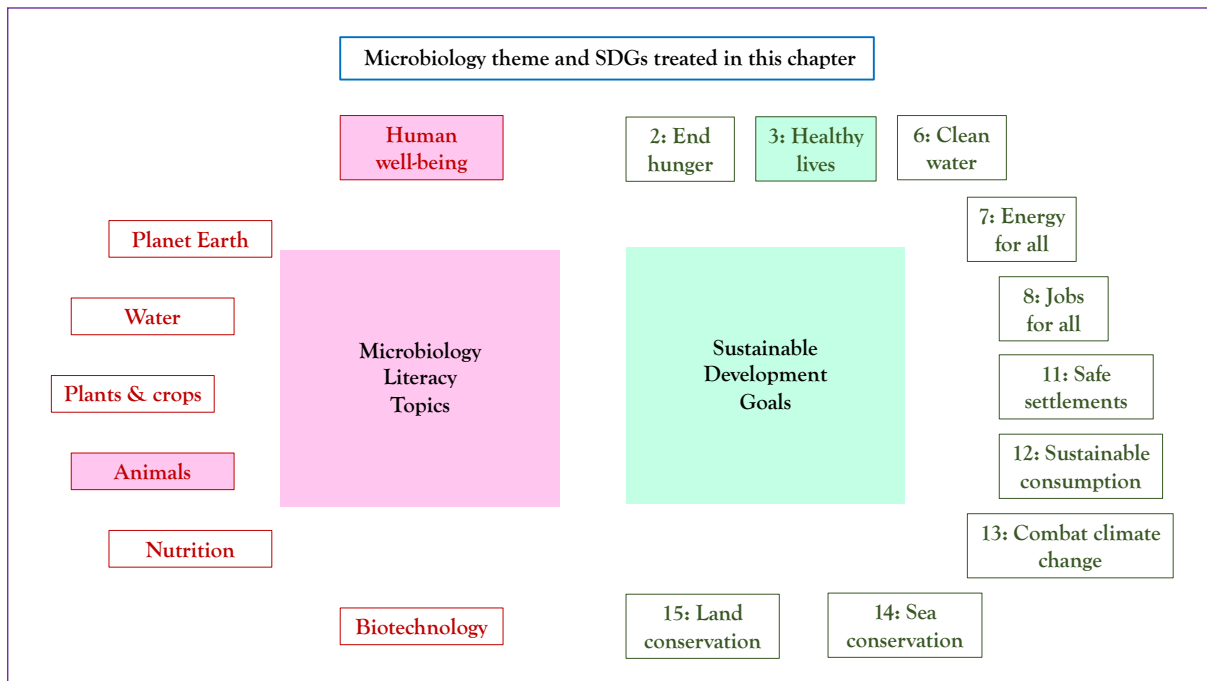 Microbiology theme and SDGs treated in this chapter
Human
well-being
2: End
hunger
3: Healthy
lives
6: Clean
water
Planet Earth
7: Energy
for all
Water
8: Jobs
for all
Microbiology
Literacy
Topics
Sustainable
Development
Goals
Plants & crops
11: Safe
settlements
Animals
12: Sustainable
consumption
Nutrition
13: Combat climate
change
Biotechnology
15: Land
conservation
14: Sea
conservation